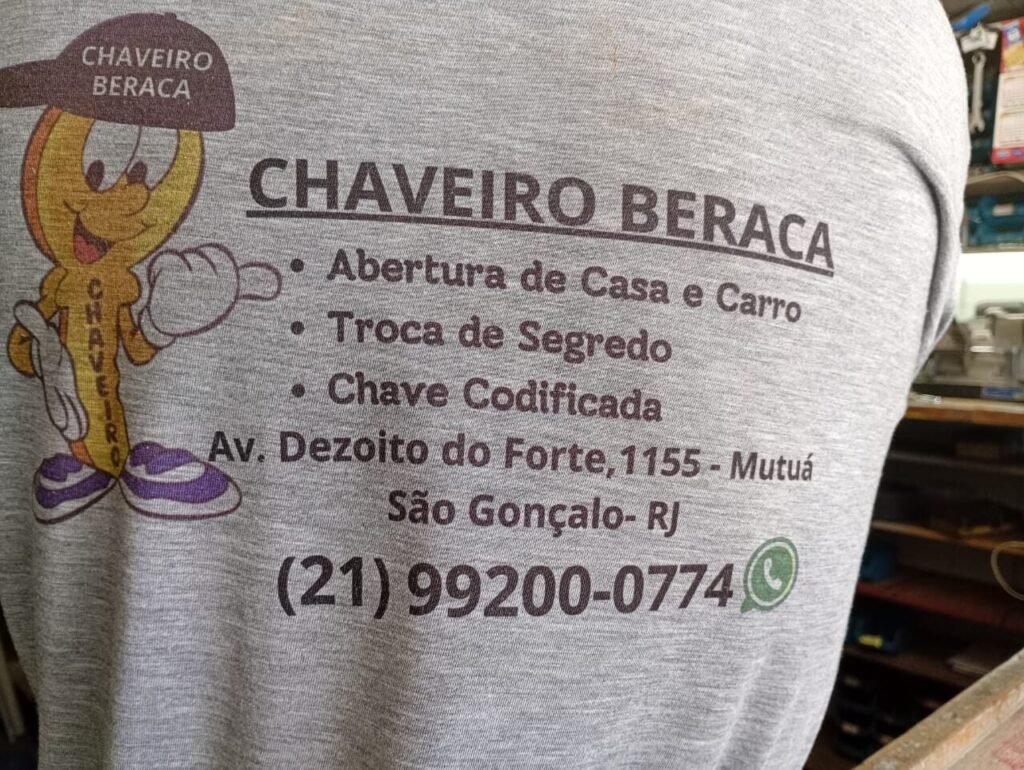 CHAVEIRO
BERACA
CHAVEIRO
CHAVEIRO BERACA
• Abertura de Casa e Carro
• Troca de Segredo
• Chave Codificada
Av. Dezoito do Forte,1155 - Mutuá
São Gonçalo- RJ
(21) 99200-0774